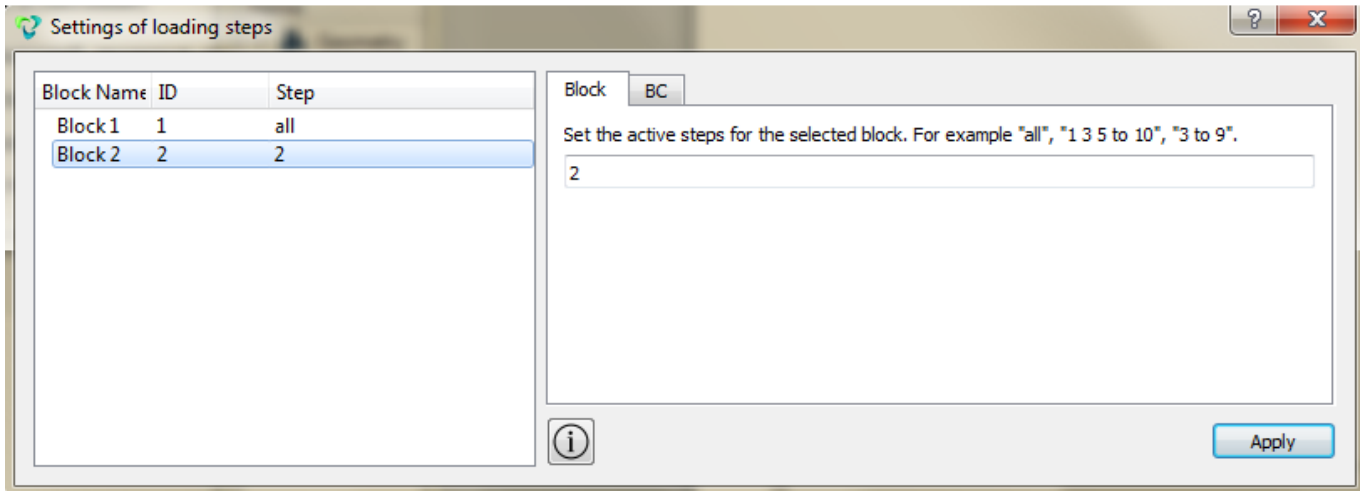 Settings of loading steps
Block Name ID Step
Block 1 1 all
Block 2 2 2
Block BC
Set the active steps for the selected block. For example "all", "1 3 5 to 10", "3 to 9".
2
Apply